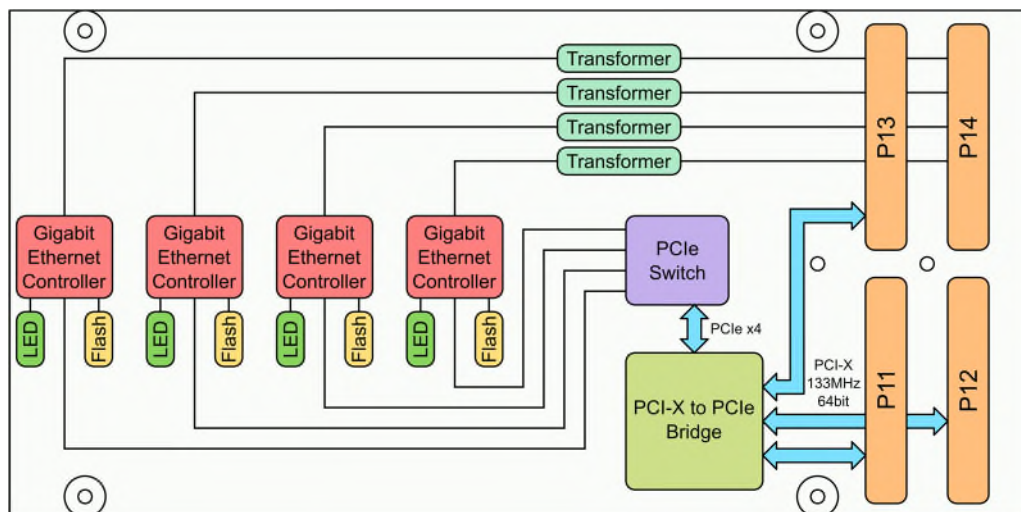 Transformer
Transformer
Transformer
Transformer
P13
P14
Gigabit
Ethernet
Controller
Gigabit
Ethernet
Controller
Gigabit
Ethernet
Controller
Gigabit
Ethernet
Controller
PCIe
Switch
LED
Flash
LED
Flash
LED
Flash
LED
Flash
PCIe x4
PCI-X to PCIe
Bridge
PCI-X
133MHz
64bit
P11
P12